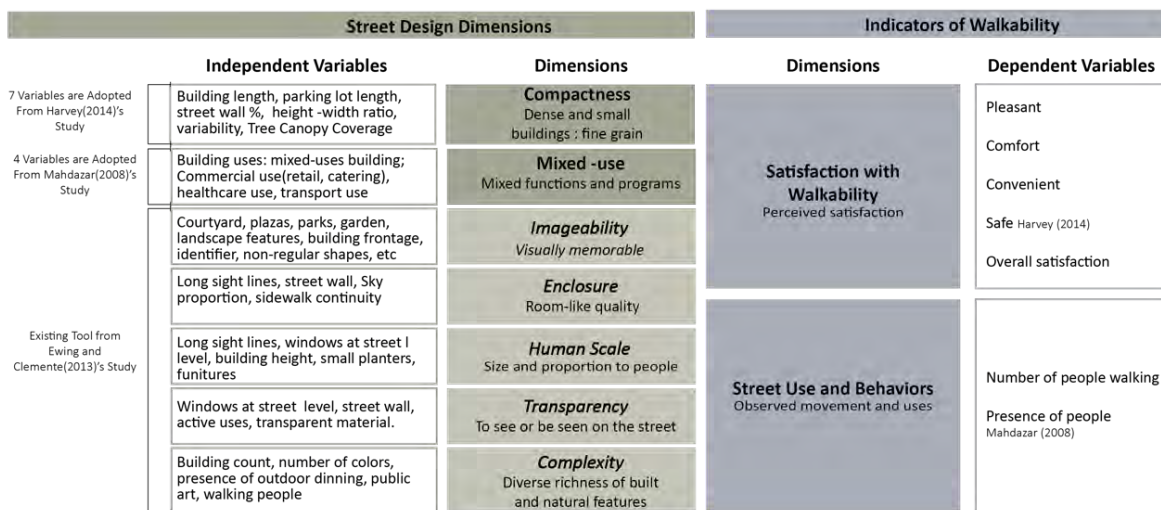 Street Design Dimensions
Indicators of Walkability
Independent Variables
Dimensions
Dimensions
Dependent Variables
7 Variables are Adopted
From Harvey(2014)'s
Study
Building length, parking lot length,
street wall %, height -width ratio,
variability, Tree Canopy Coverage
Compactness
Dense and small
buildings : fine grain
4 Variables are Adopted
From Mahdazar(2008)'s
Study
Building uses: mixed-uses building;
Commercial use(retail, catering),
healthcare use, transport use
Mixed -use
Mixed functions and programs
Existing Tool from
Ewing and
Clemente(2013)'s Study
Courtyard, plazas, parks, garden,
landscape features, building frontage,
identifier, non-regular shapes, etc
Imageability
Visually memorable
Long sight lines, street wall, Sky
proportion, sidewalk continuity
Enclosure
Room-like quality
Long sight lines, windows at street l
level, building height, small planters,
funitures
Human Scale
Size and proportion to people
Windows at street level, street wall,
active uses, transparent material.
Transparency
To see or be seen on the street
Building count, number of colors,
presence of outdoor dinning, public
art, walking people
Complexity
Diverse richness of built
and natural features
Satisfaction with
Walkability
Perceived satisfaction
Pleasant
Comfort
Convenient
Safe Harvey (2014)
Overall satisfaction
Street Use and Behaviors
Observed movement and uses
Number of people walking
Presence of people
Mahdazar (2008)